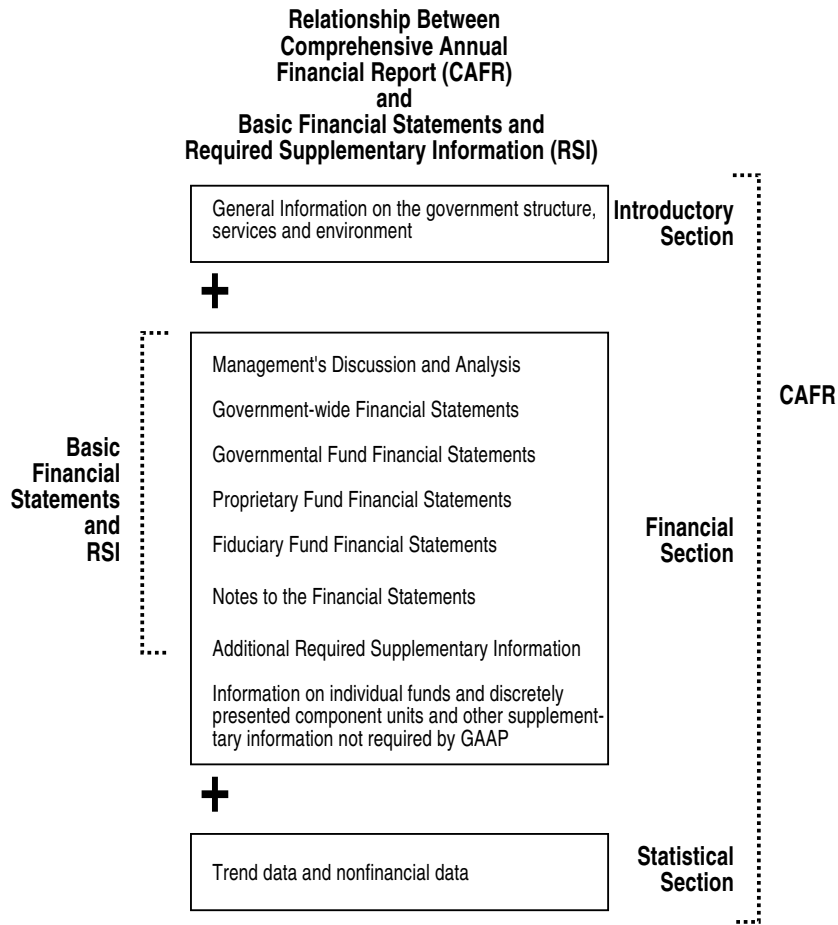 Relationship Between
Comprehensive Annual
Financial Report (CAFR)
and
Basic Financial Statements and
Required Supplementary Information (RSI)
General Information on the government structure,
services and environment
Introductory
Section
+
Management's Discussion and Analysis
Government-wide Financial Statements
Governmental Fund Financial Statements
Proprietary Fund Financial Statements
Fiduciary Fund Financial Statements
Notes to the Financial Statements
Additional Required Supplementary Information
Information on individual funds and discretely
presented component units and other supplemen-
tary information not required by GAAP
Basic
Financial
Statements
and
RSI
Financial
Section
CAFR
+
Trend data and nonfinancial data
Statistical
Section